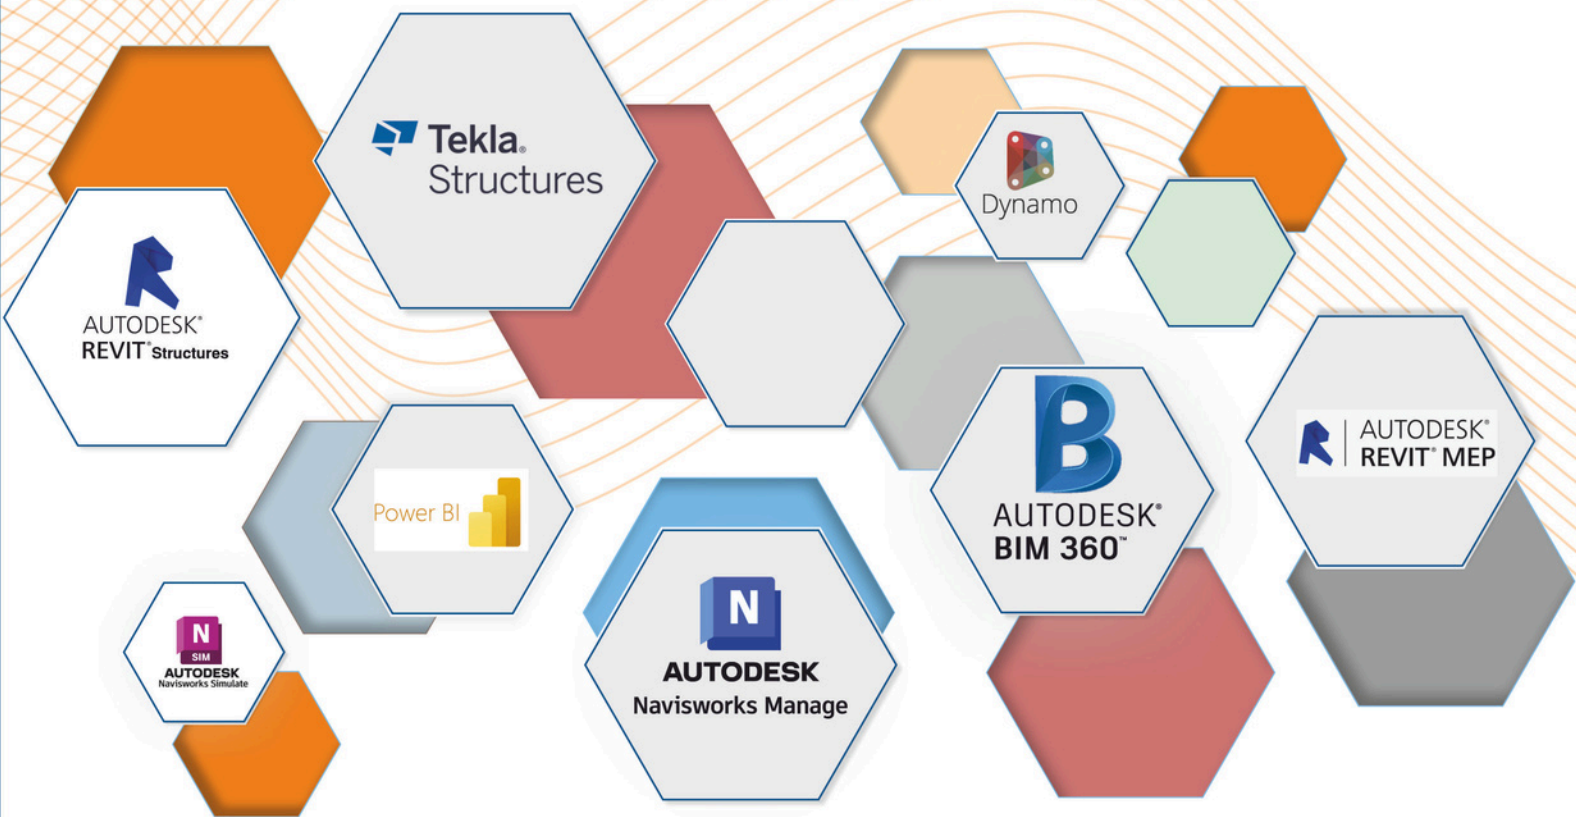 Tekla®
Structures
Dynamo
AUTODESK®
REVIT® Structures
AUTODESK®
BIM 360™
AUTODESK®
REVIT® MEP
Power BI
N
SIM
AUTODESK
Navisworks Simulate
N
AUTODESK
Navisworks Manage